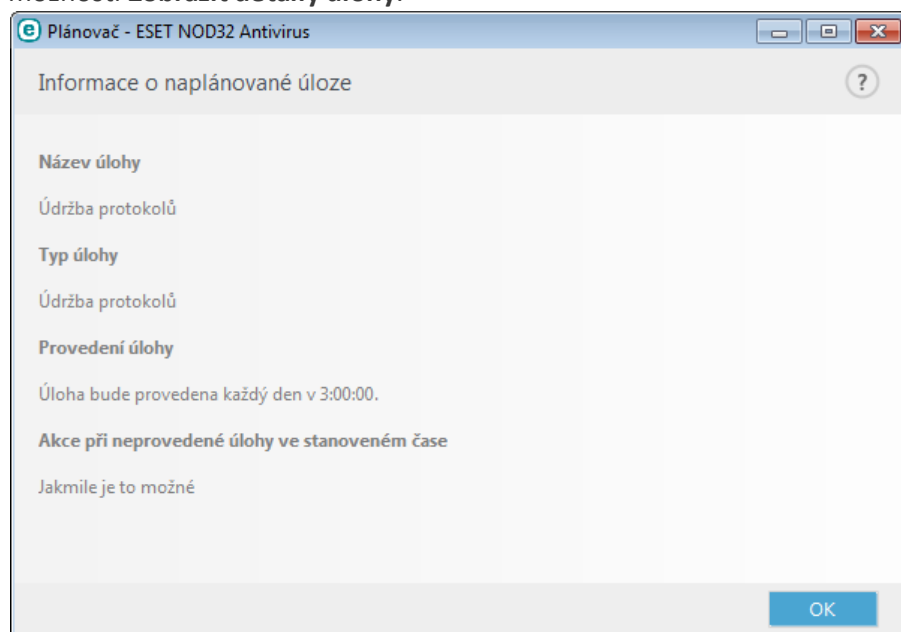 Plánovač - ESET NOD32 Antivirus
Informace o naplánované úloze
?
Název úlohy
Údržba protokolů
Typ úlohy
Údržba protokolů
Provedení úlohy
Úloha bude provedena každý den v 3:00:00.
Akce při neprovedené úlohy ve stanoveném čase
Jakmile je to možné
OK